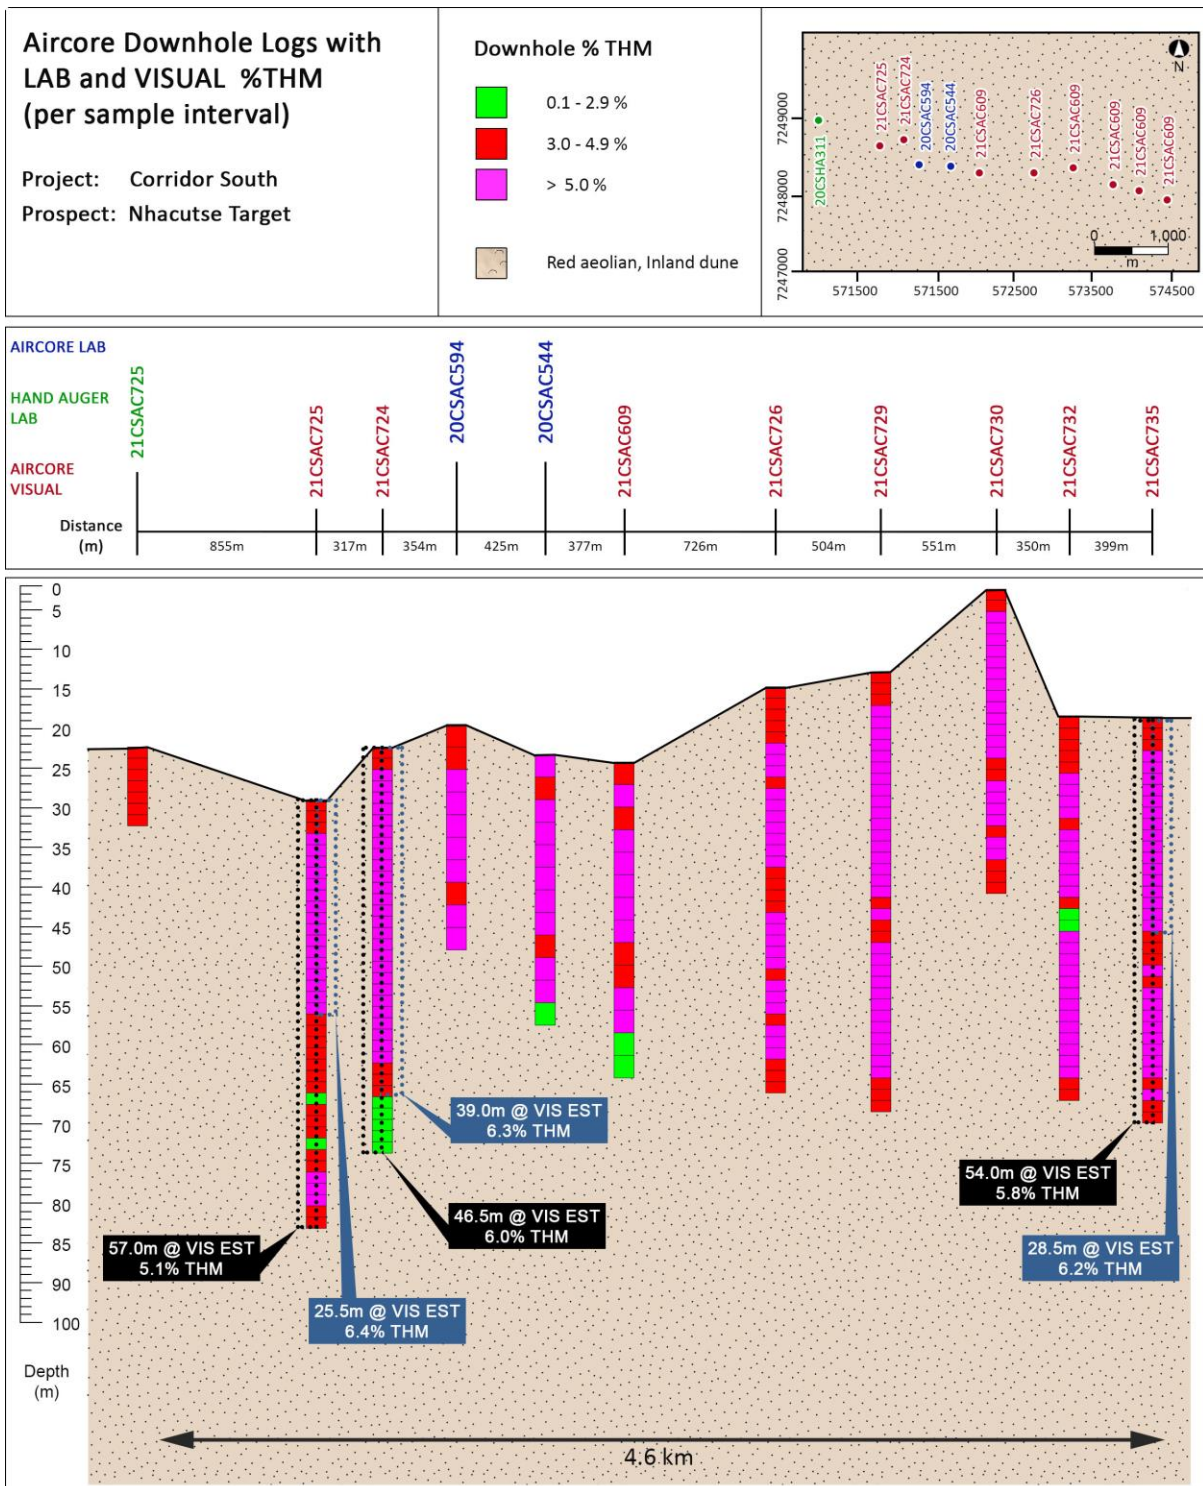 Aircore Downhole Logs with
LAB and VISUAL %THM
(per sample interval)
Project: Corridor South
Prospect: Nhacutse Target
Downhole % THM
0.1 - 2.9 %
3.0 - 4.9 %
> 5.0 %
Red aeolian, Inland dune
7249000
7248000
7247000
20CSHA311
21CSAC725
21CSAC724
20CSAC594
20CSAC544
21CSAC609
21CSAC726
21CSAC609
21CSAC609
21CSAC609
21CSAC609
N
0 1,000
m
571500 571500 572500 573500 574500
AIRCORE LAB
HAND AUGER
LAB
AIRCORE
VISUAL
21CSAC725
21CSAC725
21CSAC724
20CSAC594
20CSAC544
21CSAC609
21CSAC726
21CSAC729
21CSAC730
21CSAC732
21CSAC735
Distance
(m)
855m 317m 354m 425m 377m 726m 504m 551m 350m 399m
0
5
10
15
20
25
30
35
40
45
50
55
60
65
70
75
80
85
90
100
Depth
(m)
39.0m @ VIS EST
6.3% THM
46.5m @ VIS EST
6.0% THM
57.0m @ VIS EST
5.1% THM
25.5m @ VIS EST
6.4% THM
54.0m @ VIS EST
5.8% THM
28.5m @ VIS EST
6.2% THM
4.6 km